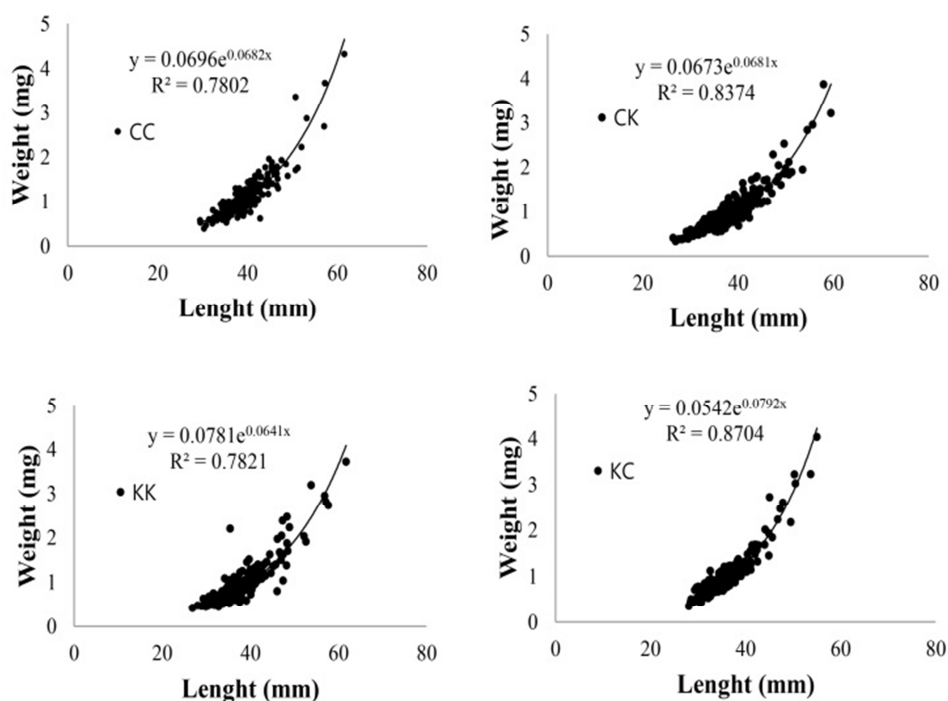 5
4
3
2
1
0
Weight (mg)
y = 0.0696e^0.0682x
R² = 0.7802
CC
0 20 40 60 80
Lenght (mm)
5
4
3
2
1
0
Weight (mg)
y = 0.0673e^0.0681x
R² = 0.8374
CK
0 20 40 60 80
Lenght (mm)
5
4
3
2
1
0
Weight (mg)
y = 0.0781e^0.0641x
R² = 0.7821
KK
0 20 40 60 80
Lenght (mm)
5
4
3
2
1
0
Weight (mg)
y = 0.0542e^0.0792x
R² = 0.8704
KC
0 20 40 60 80
Lenght (mm)